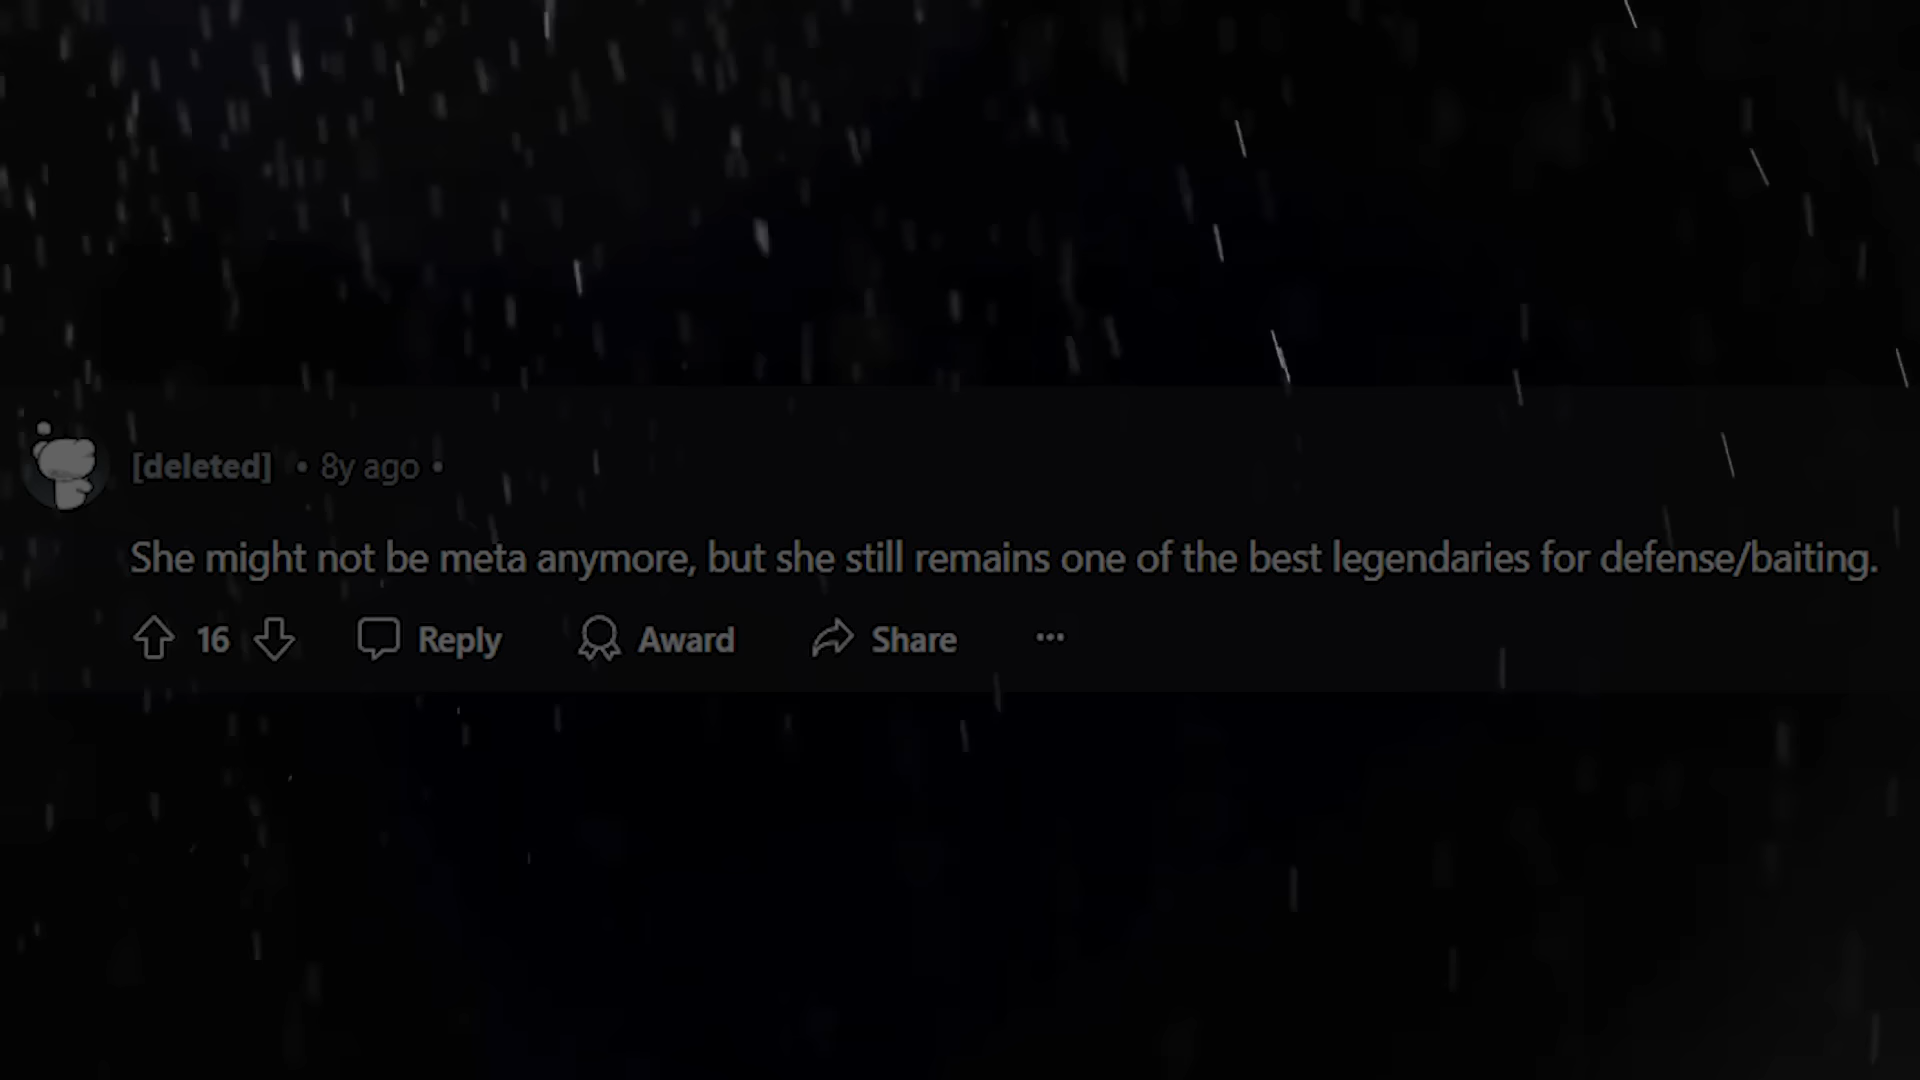 [deleted] • 8y ago •
She might not be meta anymore, but she still remains one of the best legendaries for defense/baiting.
16 Reply Award Share ...